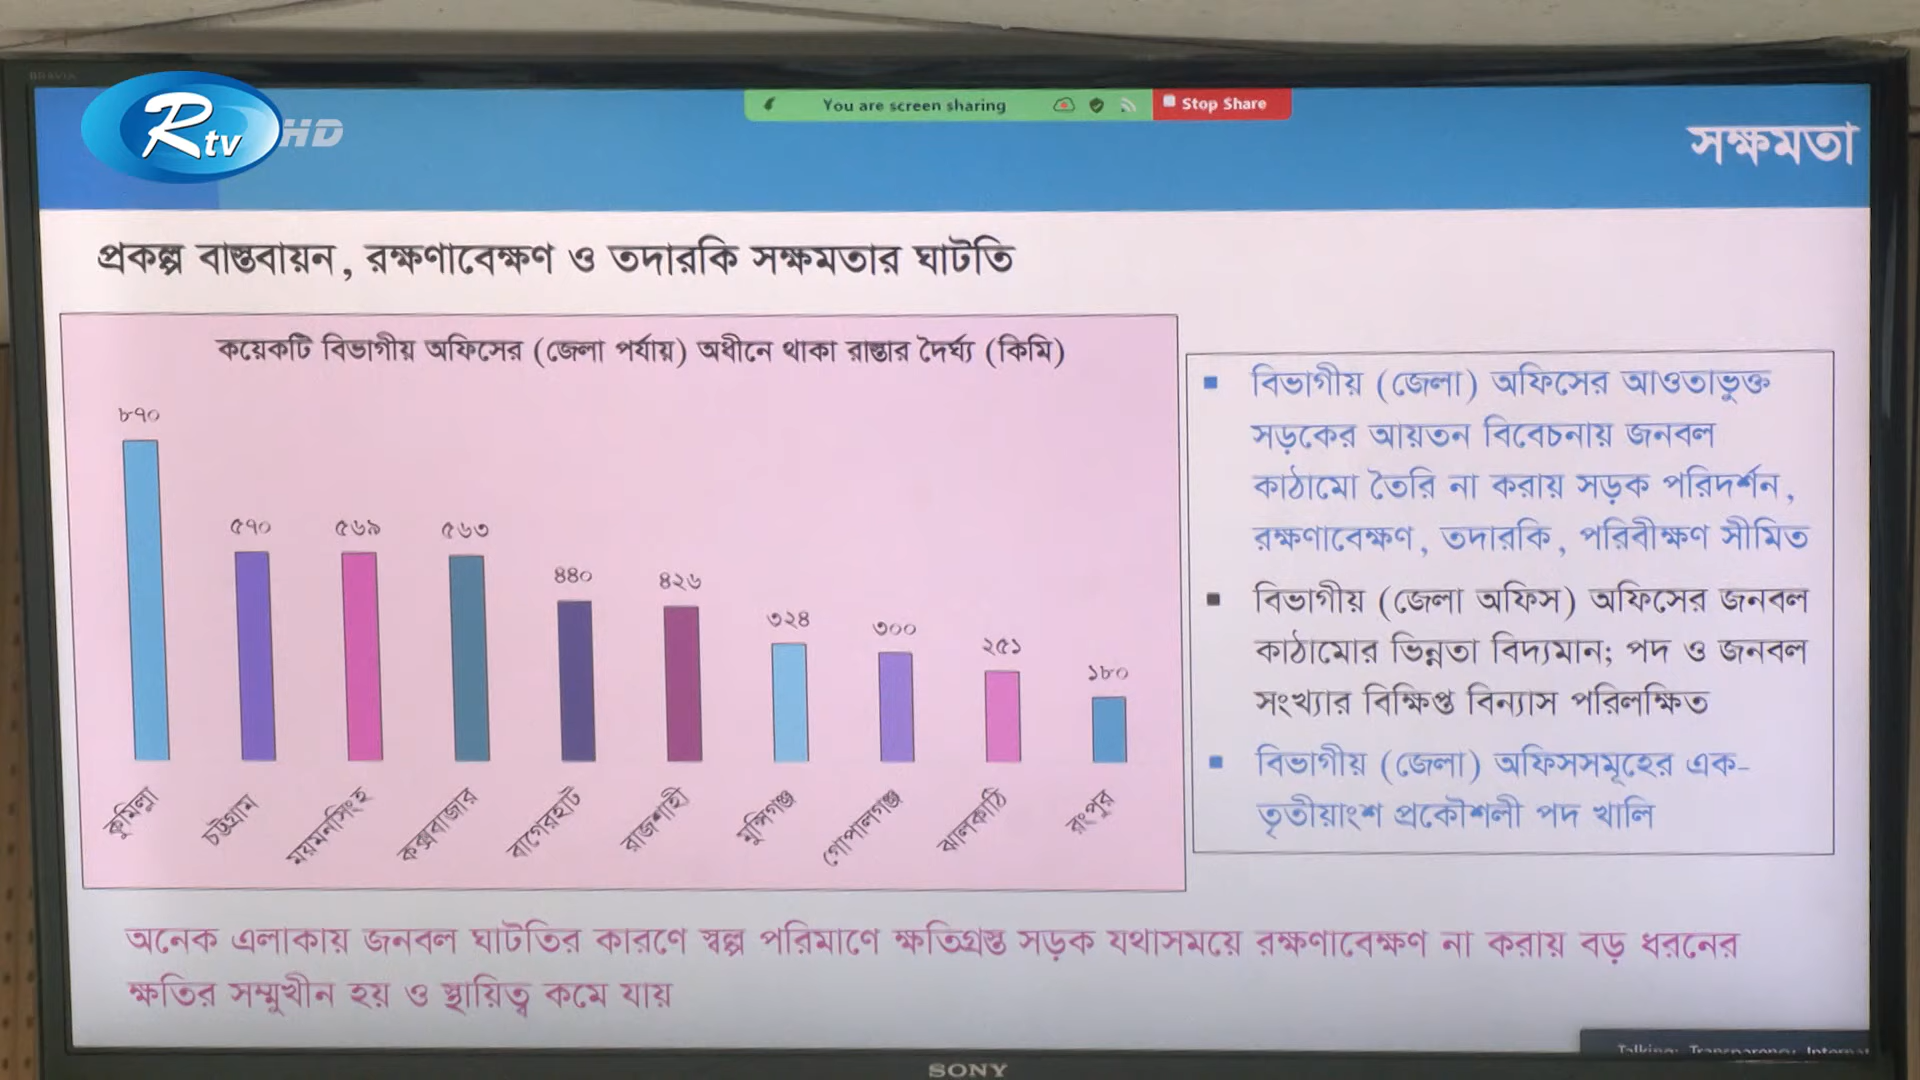 BRAVIA
Rtv HD
You are screen sharing
Stop Share
সক্ষমতা
প্রকল্প বাস্তবায়ন, রক্ষণাবেক্ষণ ও তদারকি সক্ষমতার ঘাটতি
কয়েকটি বিভাগীয় অফিসের (জেলা পর্যায়) অধীনে থাকা রাস্তার দৈর্ঘ্য (কিমি)
৮৭০
৫৭০
৫৬৯
৫৬৩
৪৪০
৪২৬
৩২৪
৩০০
২৫১
১৮০
কুমিল্লা
চট্টগ্রাম
ময়মনসিংহ
কক্সবাজার
বাগেরহাট
রাজশাহী
মুন্সিগঞ্জ
গোপালগঞ্জ
ঝালকাঠি
রংপুর
বিভাগীয় (জেলা) অফিসের আওতাভুক্ত
সড়কের আয়তন বিবেচনায় জনবল
কাঠামো তৈরি না করায় সড়ক পরিদর্শন,
রক্ষণাবেক্ষণ, তদারকি, পরিবীক্ষণ সীমিত
বিভাগীয় (জেলা অফিস) অফিসের জনবল
কাঠামোর ভিন্নতা বিদ্যমান; পদ ও জনবল
সংখ্যার বিক্ষিপ্ত বিন্যাস পরিলক্ষিত
বিভাগীয় (জেলা) অফিসসমূহের এক-
তৃতীয়াংশ প্রকৌশলী পদ খালি
অনেক এলাকায় জনবল ঘাটতির কারণে স্বল্প পরিমাণে ক্ষতিগ্রস্ত সড়ক যথাসময়ে রক্ষণাবেক্ষণ না করায় বড় ধরনের
ক্ষতির সম্মুখীন হয় ও স্থায়িত্ব কমে যায়
Talking: Transparency
SONY